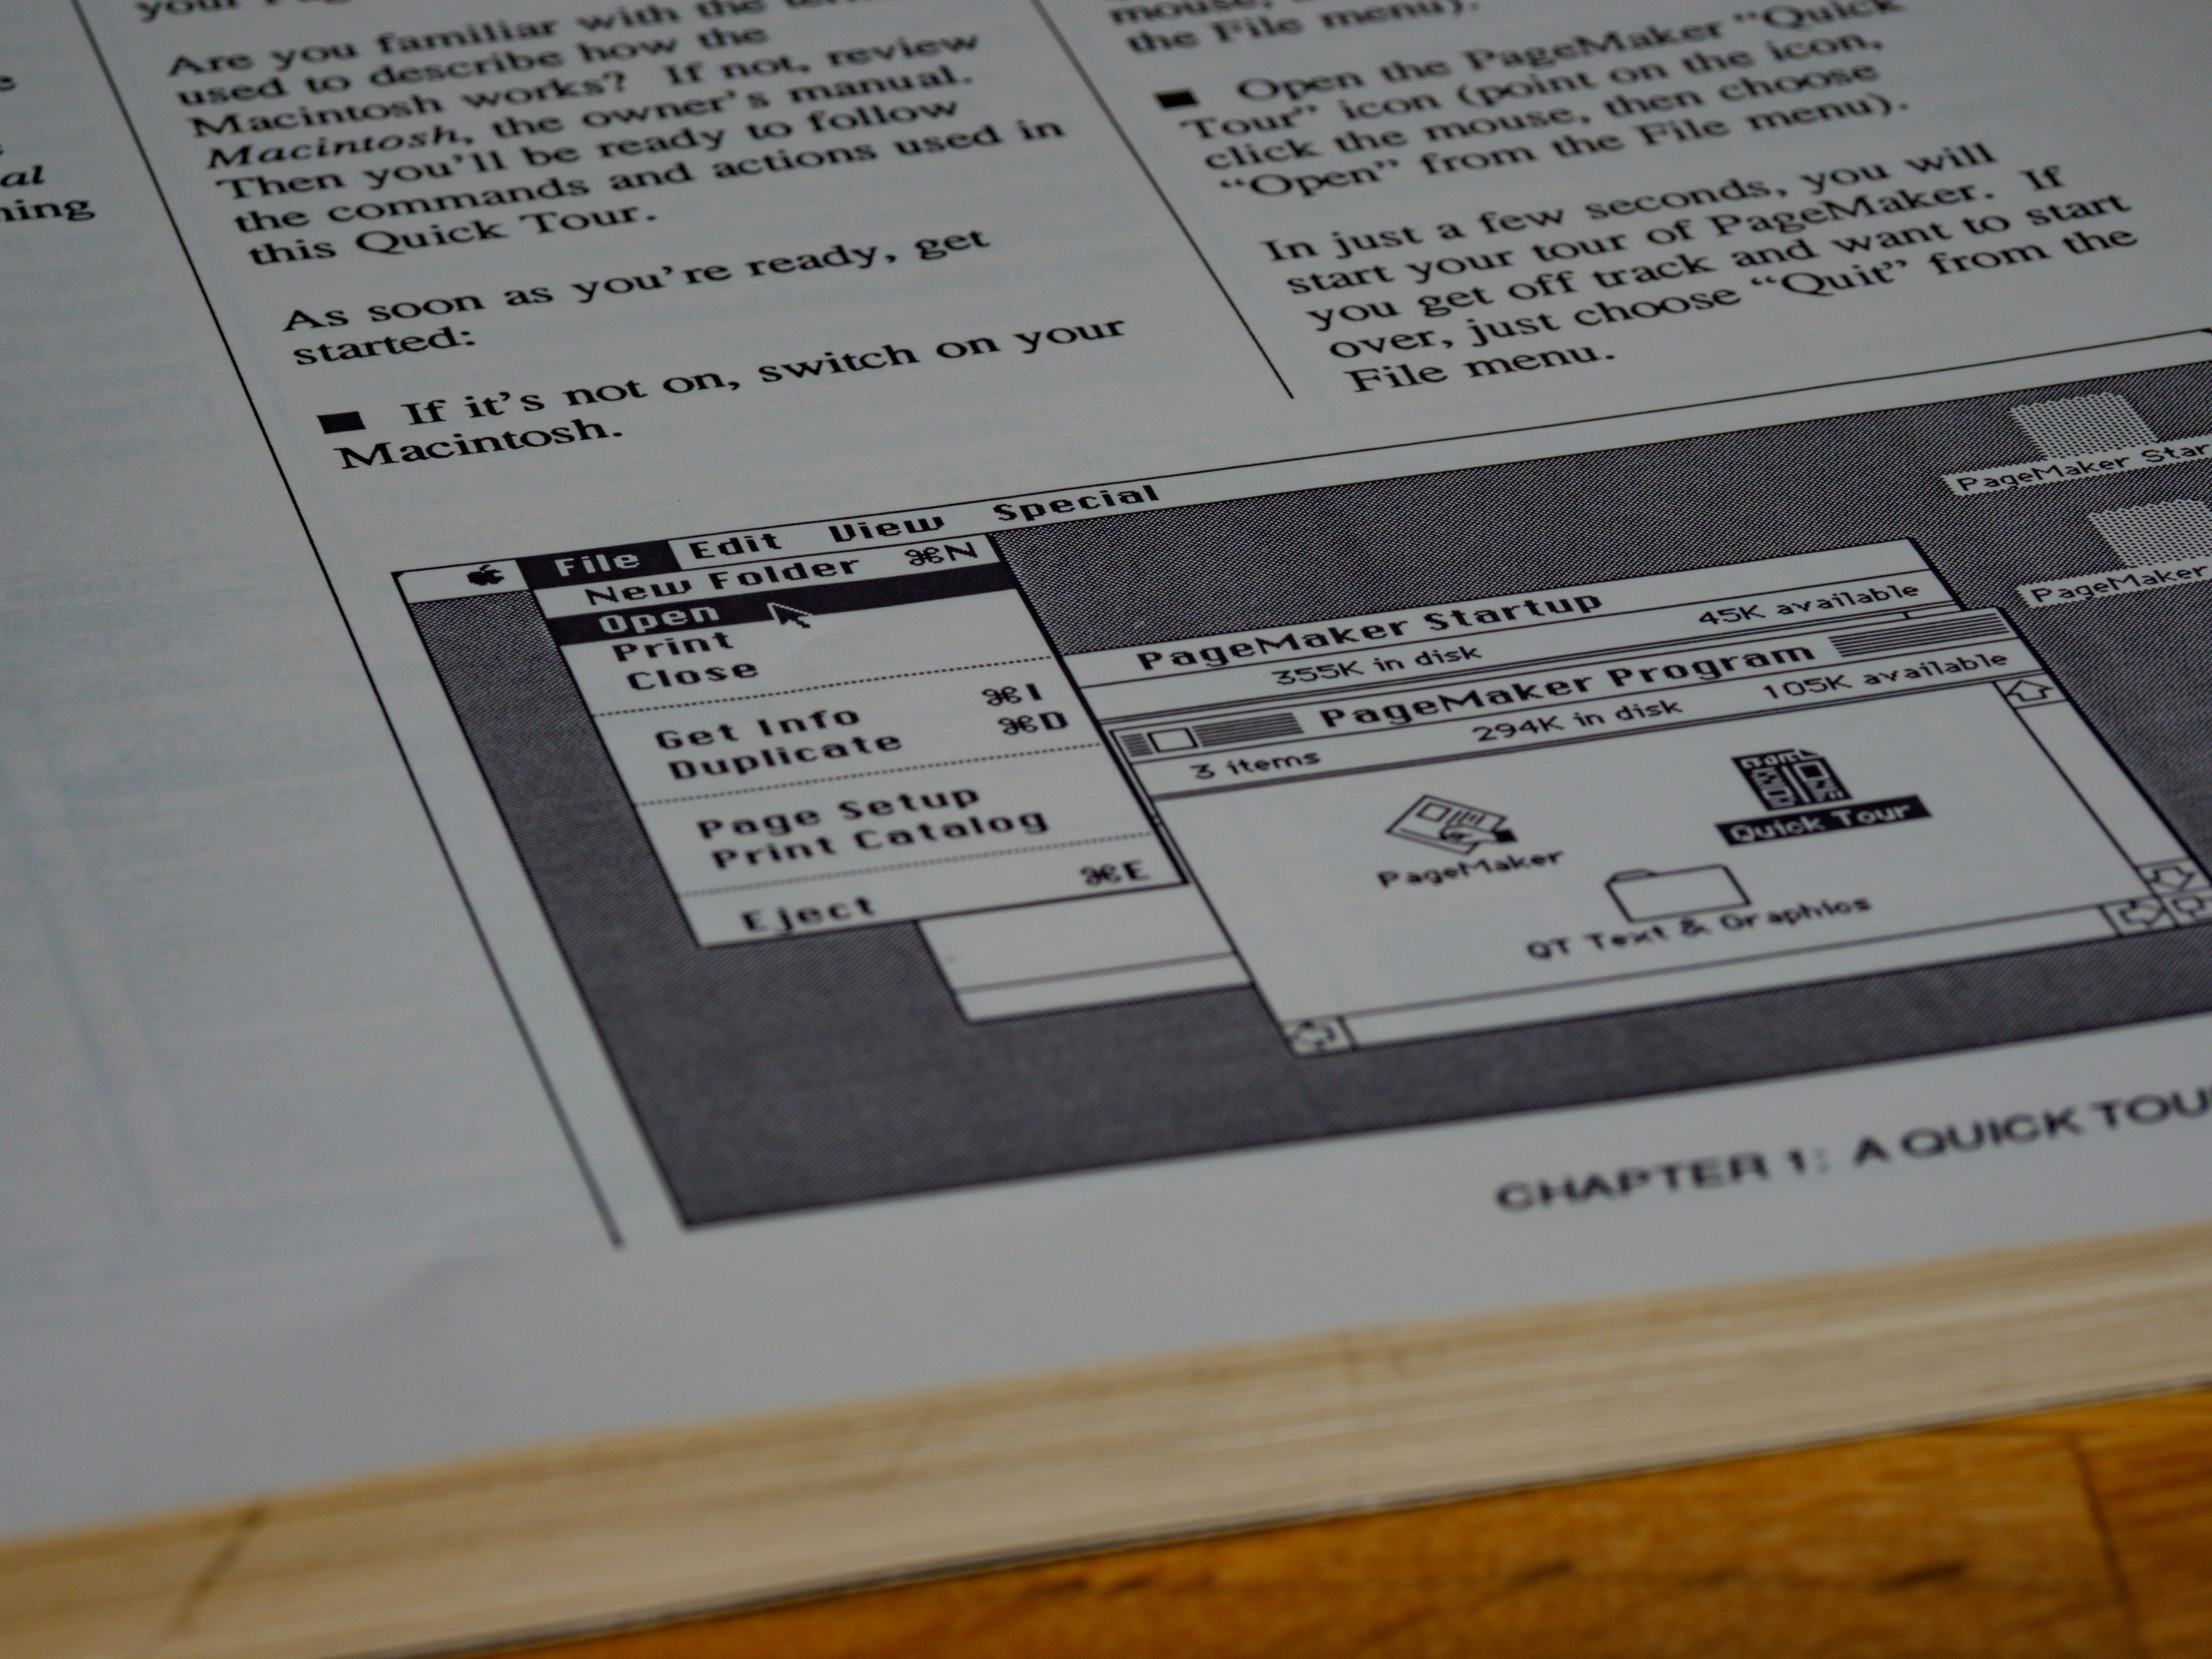 e
al
ning
your
Are you familiar with the
used to describe how the
Macintosh works? If not, review
Macintosh, the owner's manual.
Then you'll be ready to follow
the commands and actions used in
this Quick Tour.
As soon as you're ready, get
started:
■ If it's not on, switch on your
Macintosh.
mouse,
the File menu).
■ Open the PageMaker “Quick
Tour” icon (point on the icon,
click the mouse, then choose
“Open” from the File menu).
In just a few seconds, you will
start your tour of PageMaker. If
you get off track and want to start
over, just choose “Quit” from the
File menu.
File Edit View Special
New Folder ⌘N
Open
Print
Close
Get Info ⌘I
Duplicate ⌘D
Page Setup
Print Catalog
Eject ⌘E
PageMaker Star
PageMaker
PageMaker Startup
355K in disk 45K available
PageMaker Program
3 items 294K in disk 105K available
PageMaker
Quick Tour
QT Text & Graphics
CHAPTER 1: A QUICK TOU